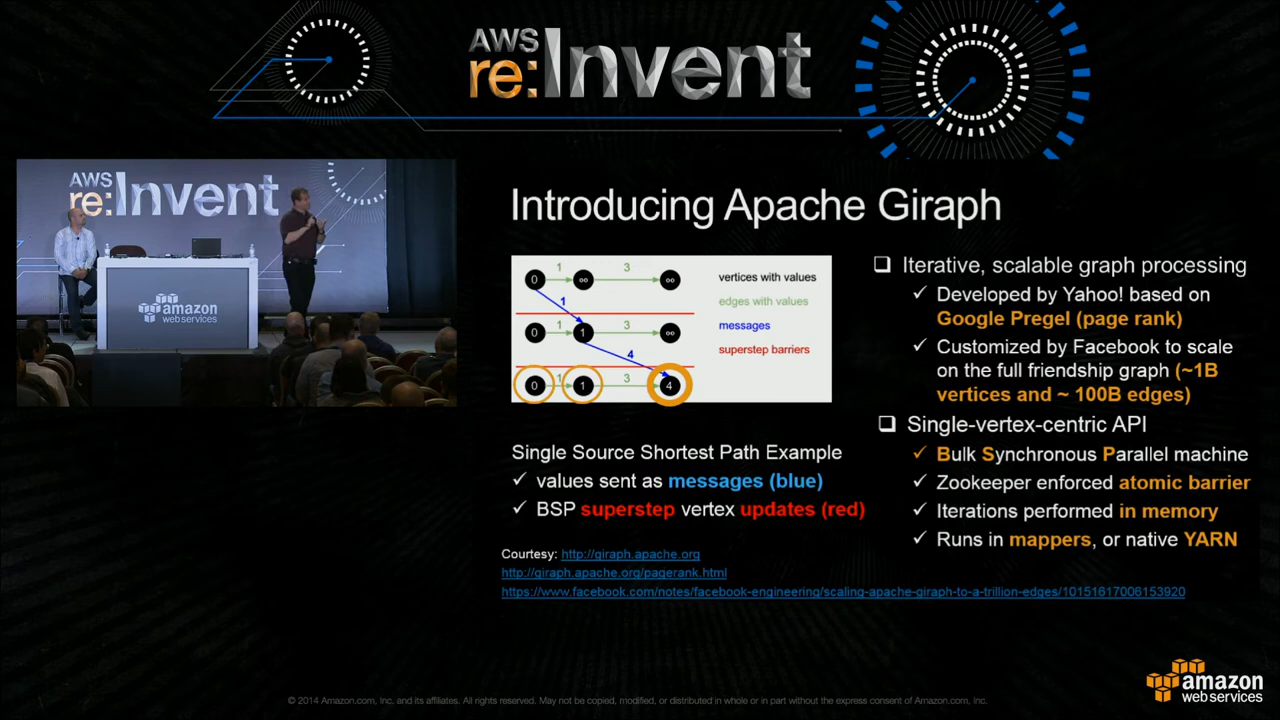 AWS
re:Invent
AWS
re:Invent
amazon
web services
Introducing Apache Giraph
0 1 ∞ 3 ∞
1
0 1 1 3 ∞
4
0 1 1 3 4
vertices with values
edges with values
messages
superstep barriers
Single Source Shortest Path Example
✓ values sent as messages (blue)
✓ BSP superstep vertex updates (red)
❑ Iterative, scalable graph processing
✓ Developed by Yahoo! based on
Google Pregel (page rank)
✓ Customized by Facebook to scale
on the full friendship graph (~1B
vertices and ~ 100B edges)
❑ Single-vertex-centric API
✓ Bulk Synchronous Parallel machine
✓ Zookeeper enforced atomic barrier
✓ Iterations performed in memory
✓ Runs in mappers, or native YARN
Courtesy: http://giraph.apache.org
http://giraph.apache.org/pagerank.html
https://www.facebook.com/notes/facebook-engineering/scaling-apache-giraph-to-a-trillion-edges/10151617006153920
amazon
web services
© 2014 Amazon.com, Inc. and its affiliates. All rights reserved. May not be copied, modified, or distributed in whole or in part without the express consent of Amazon.com, Inc.